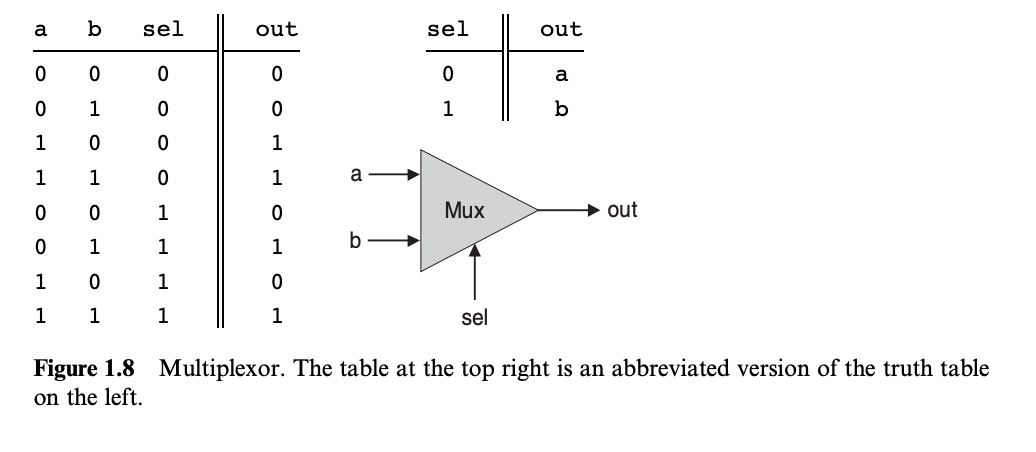 a b sel out
0 0 0 0
0 1 0 0
1 0 0 1
1 1 0 1
0 0 1 0
0 1 1 1
1 0 1 0
1 1 1 1
sel out
0 a
1 b
a
b
Mux
out
sel
Figure 1.8 Multiplexor. The table at the top right is an abbreviated version of the truth table
on the left.